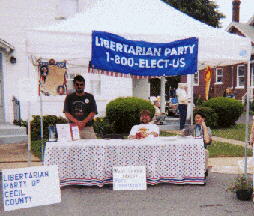 LIBERTARIAN PARTY
1-800-ELECT-US
LIBERTARIAN
PARTY OF
CECIL
COUNTY